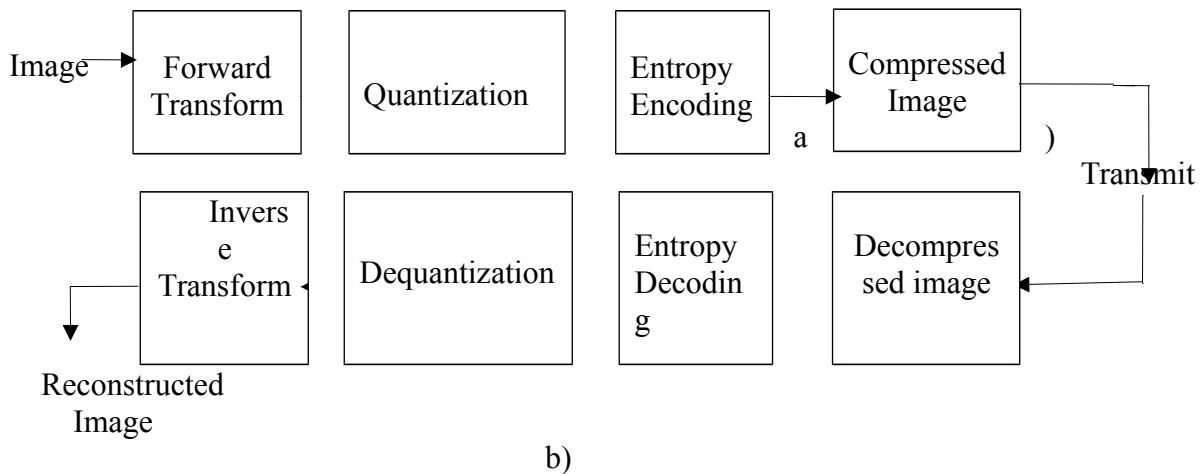 Image
Forward
Transform
Quantization
Entropy
Encoding
Compressed
Image
a
)
Transmit
Invers
e
Transform
Dequantization
Entropy
Decodin
g
Decompres
sed image
Reconstructed
Image
b)